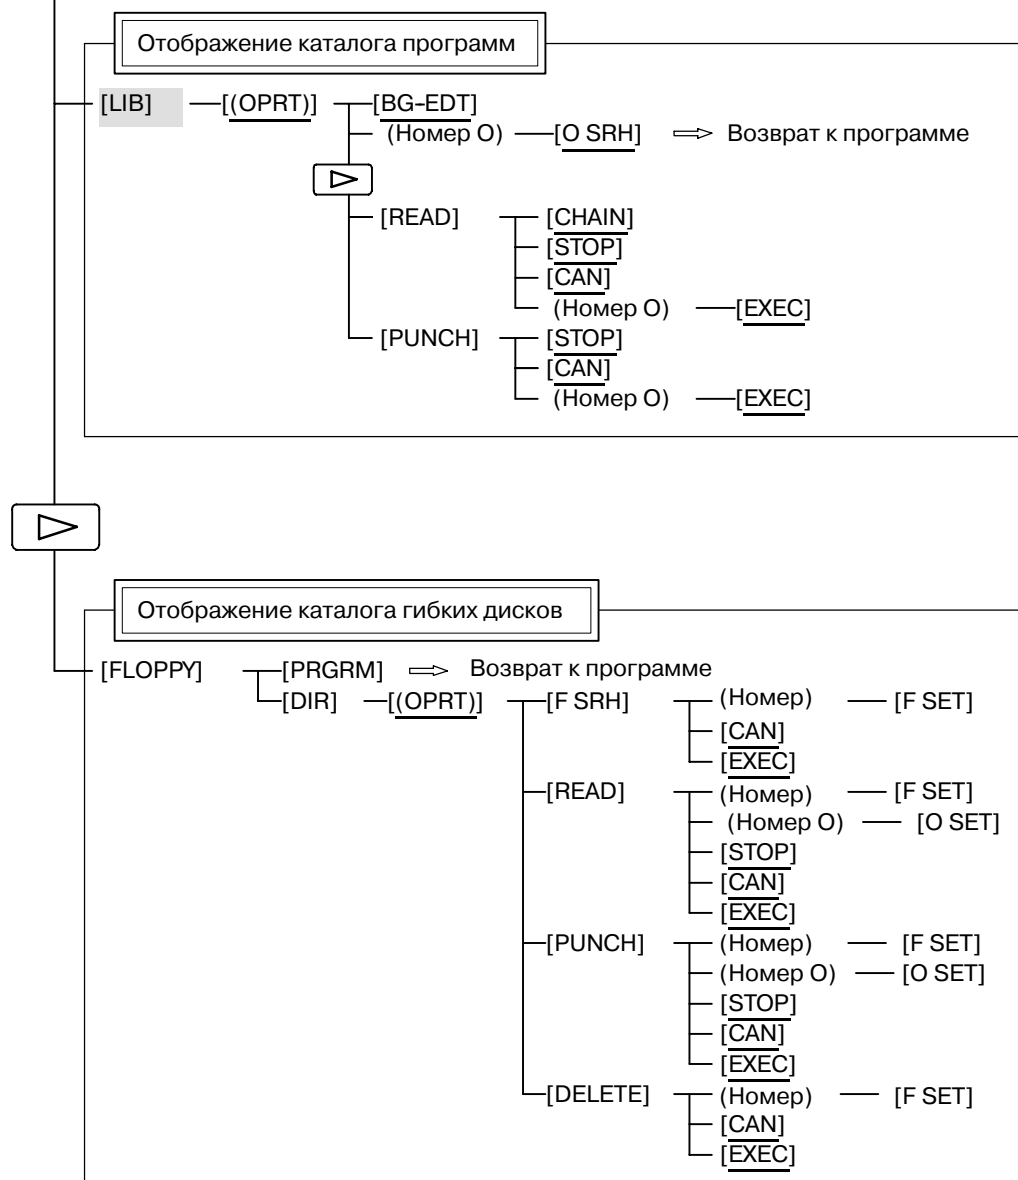 Отображение каталога программ
[LIB] [(OPRT)] [BG-EDT]
(Номер O) [O SRH] ⇒ Возврат к программе
[READ] [CHAIN]
[STOP]
[CAN]
(Номер O) [EXEC]
[PUNCH] [STOP]
[CAN]
(Номер O) [EXEC]
Отображение каталога гибких дисков
[FLOPPY] [PRGRM] ⇒ Возврат к программе
[DIR] [(OPRT)] [F SRH] (Номер) [F SET]
[CAN]
[EXEC]
[READ] (Номер) [F SET]
(Номер O) [O SET]
[STOP]
[CAN]
[EXEC]
[PUNCH] (Номер) [F SET]
(Номер O) [O SET]
[STOP]
[CAN]
[EXEC]
[DELETE] (Номер) [F SET]
[CAN]
[EXEC]